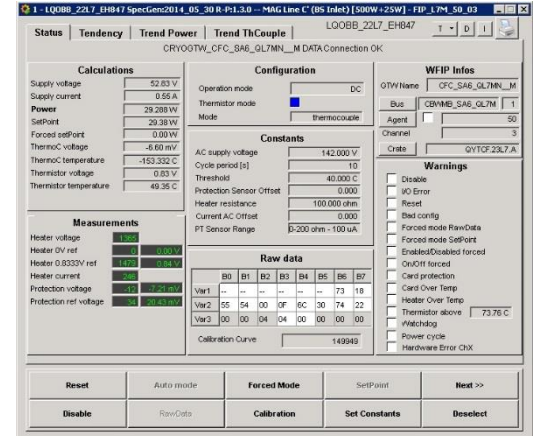 1 - LQOBB_22L7_EH847 SpecGen:2014_05_30 R-P:1.3.0 -- MAG Line C' (BS Inlet) [500W+25W] - FIP_L7M_50_03
Status Tendency Trend Power Trend ThCouple LQOBB_22L7_EH847 T D I
CRYOGTW_CFC_SA6_QL7MN__M DATA Connection OK
Calculations
Supply voltage 52.83 V
Supply current 0.55 A
Power 29.288 W
SetPoint 29.38 W
Forced setPoint 0.00 W
ThermoC voltage -6.60 mV
ThermoC temperature -153.332 C
Thermistor voltage 0.83 V
Thermistor temperature 49.35 C
Measurements
Heater voltage 1365
Heater 0V ref 0 0.00 V
Heater 0.8333V ref 1479 0.84 V
Heater current 246
Protection voltage -12 -7.21 mV
Protection ref voltage 34 20.43 mV
Configuration
Operation mode DC
Thermistor mode
Mode thermocouple
Constants
AC supply voltage 142.000 V
Cycle period [s] 10
Threshold 40.000 C
Protection Sensor Offset 0.000
Heater resistance 100.000 ohm
Current AC Offset 0.000
PT Sensor Range 0-200 ohm - 100 uA
Raw data
B0 B1 B2 B3 B4 B5 B6 B7
Var1 -- -- -- -- -- -- 73 18
Var2 55 54 00 0F 6C 30 74 22
Var3 00 00 04 04 00 00 00 00
Calibration Curve 149949
WFIP Infos
GTW Name CFC_SA6_QL7MN__M
Bus CBWMB_SA6_QL7M 1
Agent 50
Channel 3
Crate QYTCF.23L7.A
Warnings
Disable
I/O Error
Reset
Bad config
Forced mode RawData
Forced mode SetPoint
Enabled/Disabled forced
On/Off forced
Card protection
Card Over Temp
Heater Over Temp
Thermistor above 73.76 C
Watchdog
Power cycle
Hardware Error ChX
Reset Auto mode Forced Mode SetPoint Next >>
Disable RawData Calibration Set Constants Deselect